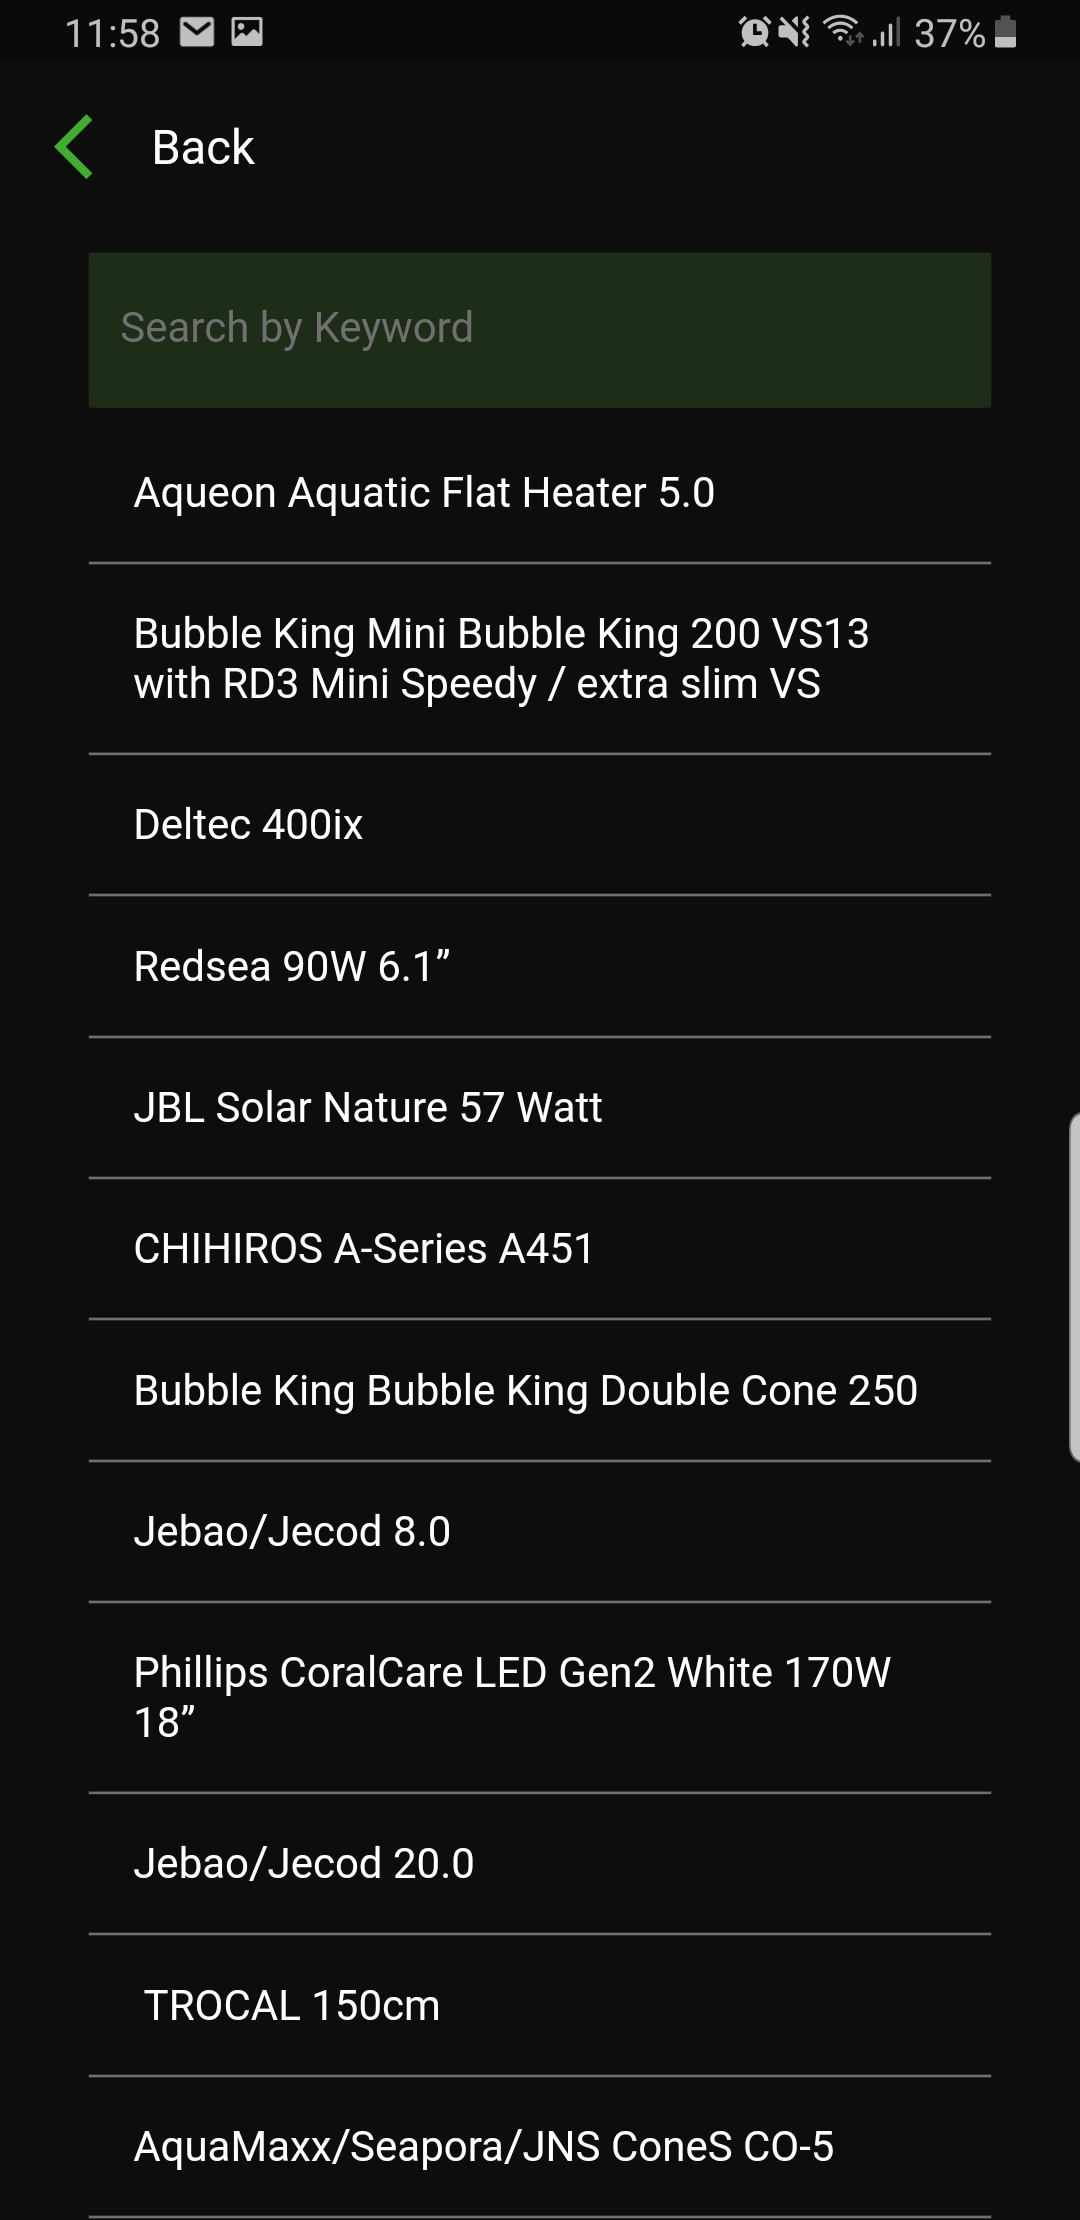 11:58
37%
Back
Search by Keyword
Aqueon Aquatic Flat Heater 5.0
Bubble King Mini Bubble King 200 VS13
with RD3 Mini Speedy / extra slim VS
Deltec 400ix
Redsea 90W 6.1”
JBL Solar Nature 57 Watt
CHIHIROS A-Series A451
Bubble King Bubble King Double Cone 250
Jebao/Jecod 8.0
Phillips CoralCare LED Gen2 White 170W
18”
Jebao/Jecod 20.0
TROCAL 150cm
AquaMaxx/Seapora/JNS ConeS CO-5